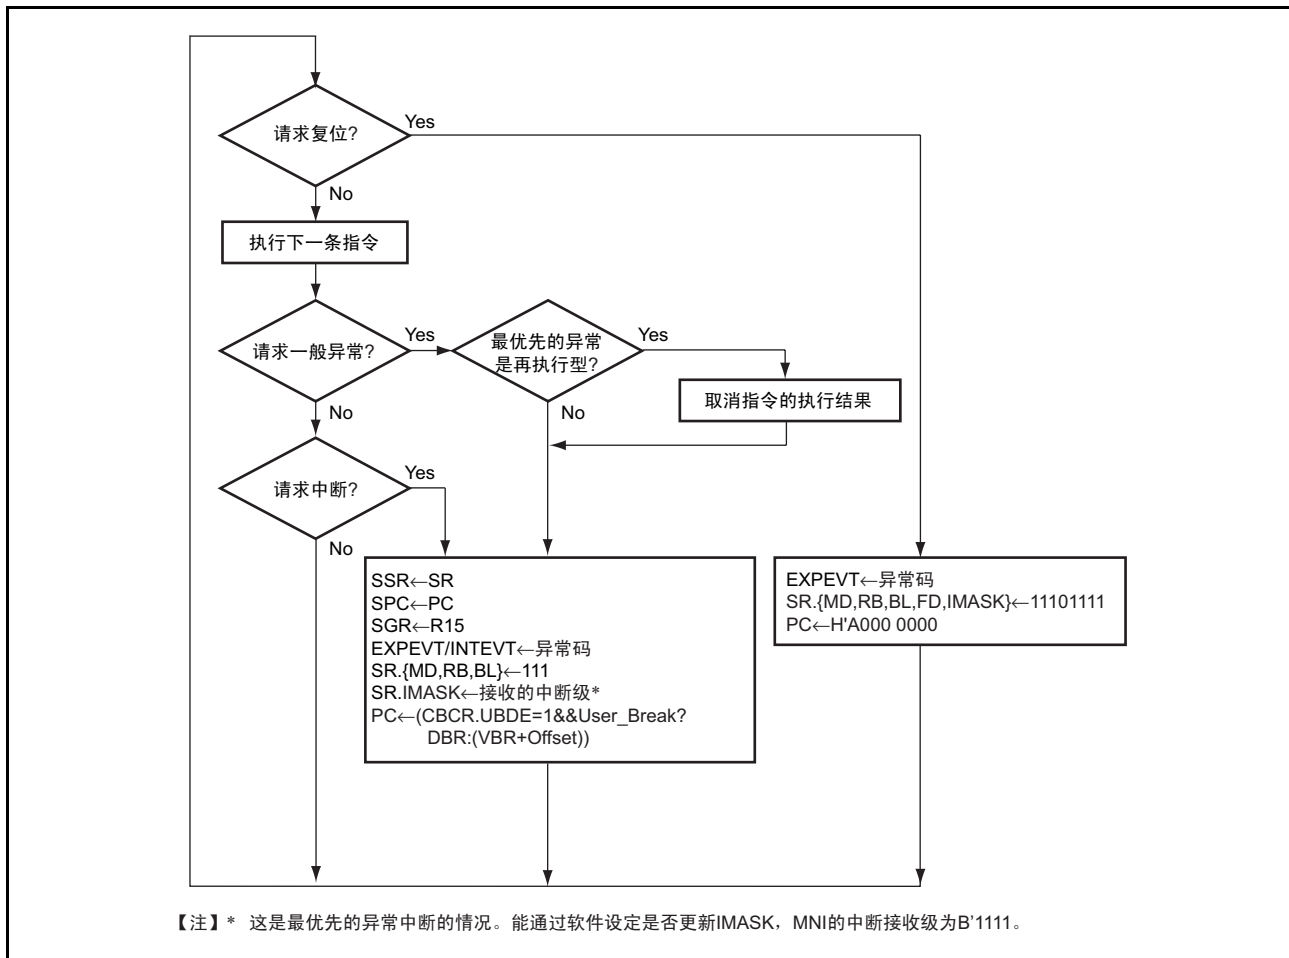 请求复位?
Yes
No
执行下一条指令
请求一般异常?
Yes
最优先的异常
是再执行型?
Yes
取消指令的执行结果
No
No
请求中断?
Yes
No
SSR←SR
SPC←PC
SGR←R15
EXPEVT/INTEVT←异常码
SR.{MD,RB,BL}←111
SR.IMASK←接收的中断级*
PC←(CBCR.UBDE=1&&User_Break?
DBR:(VBR+Offset))
EXPEVT←异常码
SR.{MD,RB,BL,FD,IMASK}←11101111
PC←H'A000 0000
【注】* 这是最优先的异常中断的情况。能通过软件设定是否更新IMASK，MNI的中断接收级为B'1111。